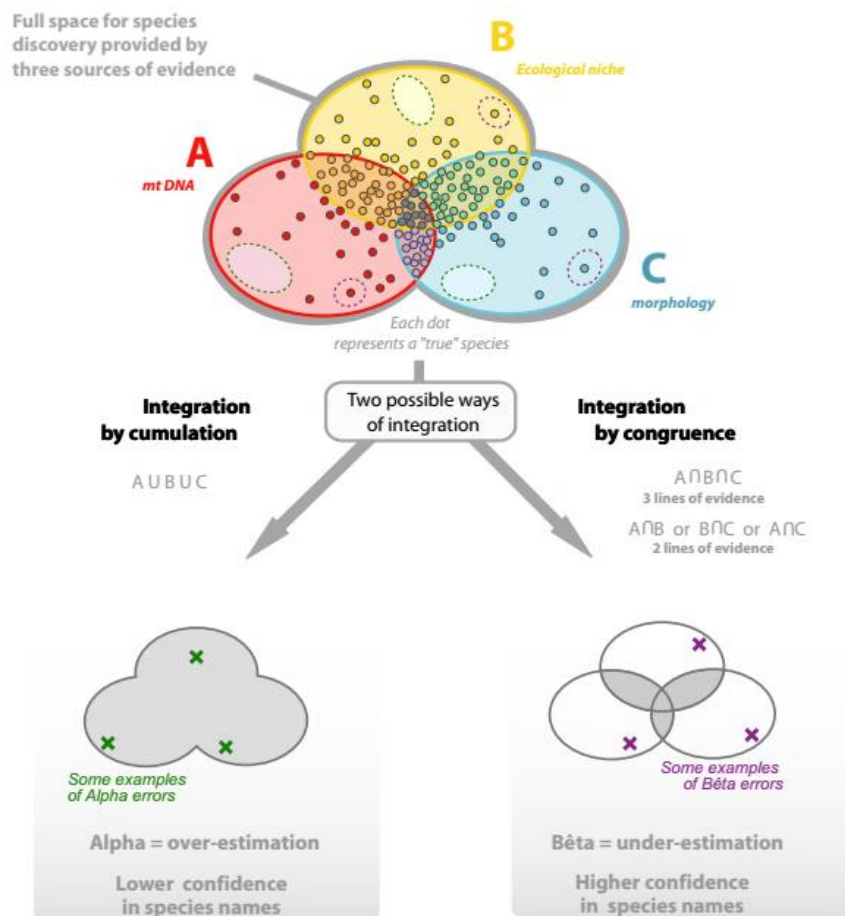 Full space for species
discovery provided by
three sources of evidence
B
Ecological niche
A
mt DNA
C
morphology
Each dot
represents a "true" species
Two possible ways
of integration
Integration
by cumulation
A U B U C
Integration
by congruence
A∩B∩C
3 lines of evidence
A∩B or B∩C or A∩C
2 lines of evidence
Some examples
of Alpha errors
Alpha = over-estimation
Lower confidence
in species names
Some examples
of Bêta errors
Bêta = under-estimation
Higher confidence
in species names